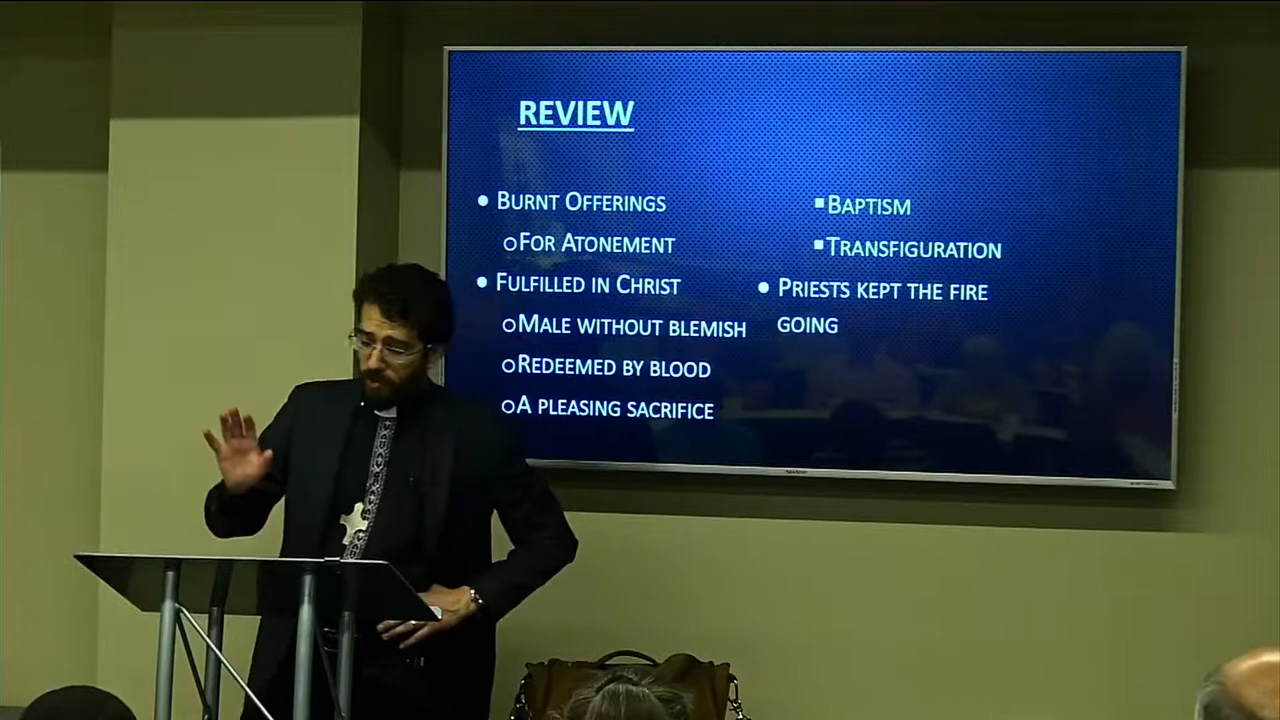 REVIEW
● BURNT OFFERINGS
○FOR ATONEMENT
● FULFILLED IN CHRIST
○MALE WITHOUT BLEMISH
○REDEEMED BY BLOOD
○A PLEASING SACRIFICE
▪BAPTISM
▪TRANSFIGURATION
● PRIESTS KEPT THE FIRE
GOING